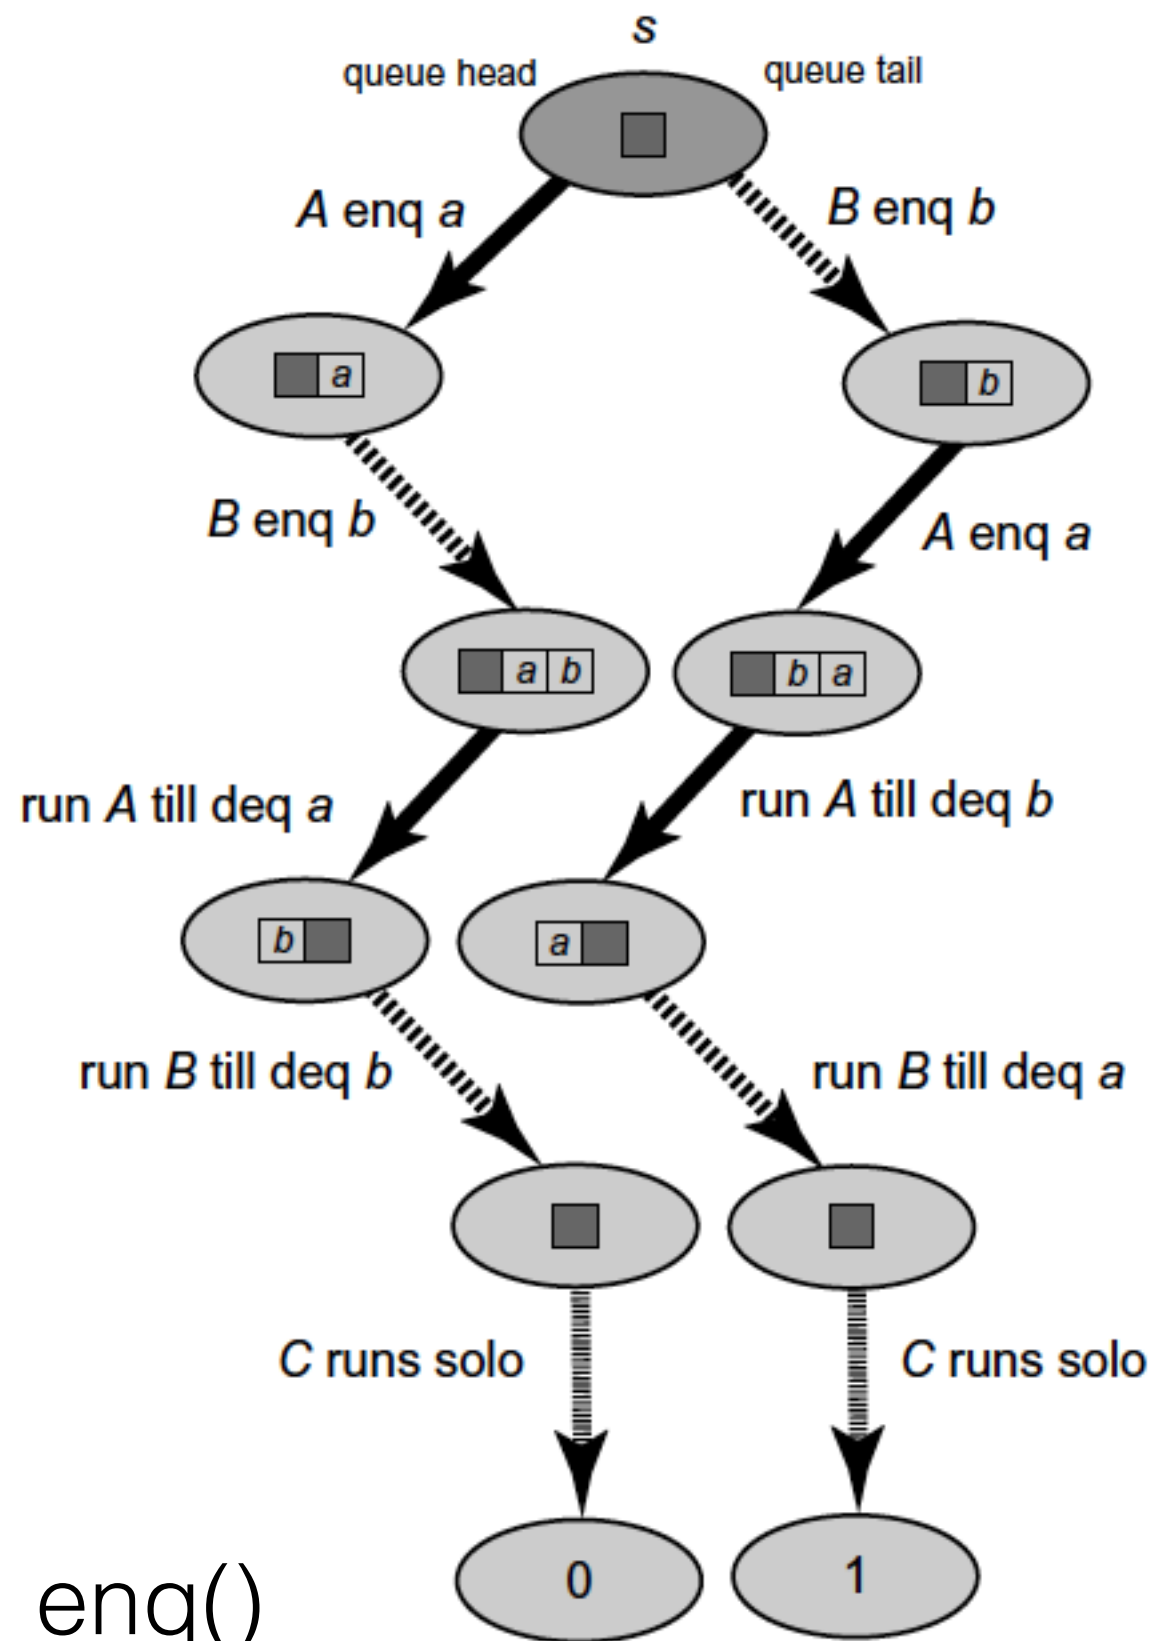 s
queue head
queue tail
A enq a
B enq b
a
b
B enq b
A enq a
a b
b a
run A till deq a
run A till deq b
b
a
run B till deq b
run B till deq a
C runs solo
C runs solo
0
1
enq()